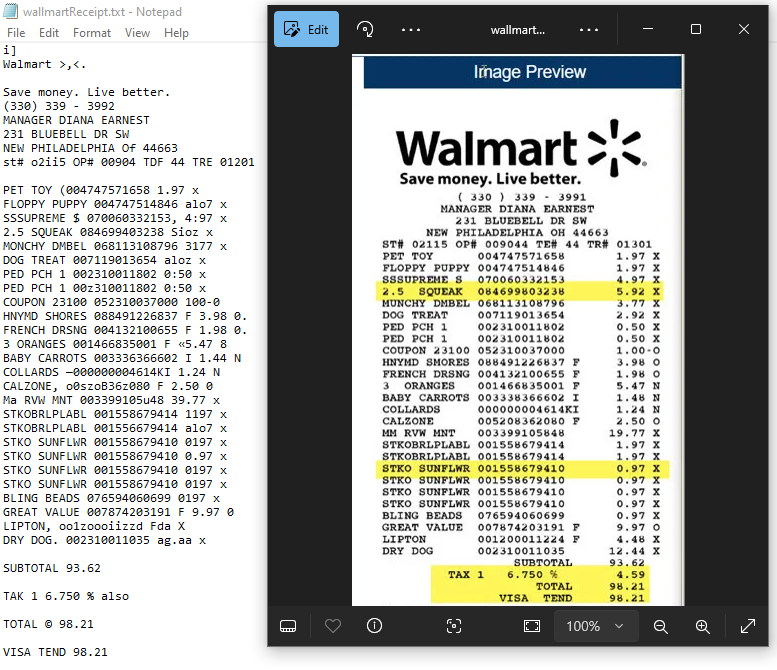 wallmartReceipt.txt - Notepad
File Edit Format View Help
i]
Walmart >,<.
Save money. Live better.
(330) 339 - 3992
MANAGER DIANA EARNEST
231 BLUEBELL DR SW
NEW PHILADELPHIA Of 44663
st# o2ii5 OP# 00904 TDF 44 TRE 01201
PET TOY (004747571658 1.97 x
FLOPPY PUPPY 004747514846 alo7 x
SSSUPREME $ 070060332153, 4:97 x
2.5 SQUEAK 084699403238 Sioz x
MONCHY DMBEL 068113108796 3177 x
DOG TREAT 007119013654 aloz x
PED PCH 1 002310011802 0:50 x
PED PCH 1 00z310011802 0:50 x
COUPON 23100 052310037000 100-0
HNYMD SHORES 088491226837 F 3.98 0.
FRENCH DRSNG 004132100655 F 1.98 0.
3 ORANGES 001466835001 F «5.47 8
BABY CARROTS 003336366602 I 1.44 N
COLLARDS —000000004614KI 1.24 N
CALZONE, o0szoB36z080 F 2.50 0
Ma RVW MNT 003399105u48 39.77 x
STKOBRLPLABL 001558679414 1197 x
STKOBRLPLABL 001556679414 alo7 x
STKO SUNFLWR 001558679410 0197 x
STKO SUNFLWR 001558679410 0.97 x
STKO SUNFLWR 001558679410 0197 x
STKO SUNFLWR 001558679410 0197 x
BLING BEADS 076594060699 0197 x
GREAT VALUE 007874203191 F 9.97 0
LIPTON, oo1zoooiizzd Fda X
DRY DOG. 002310011035 ag.aa x
SUBTOTAL 93.62
TAK 1 6.750 % also
TOTAL © 98.21
VISA TEND 98.21
Edit
wallmart...
Image Preview
Walmart
Save money. Live better.
( 330 ) 339 - 3991
MANAGER DIANA EARNEST
231 BLUEBELL DR SW
NEW PHILADELPHIA OH 44663
ST# 02115 OP# 009044 TE# 44 TR# 01301
PET TOY 004747571658 1.97 X
FLOPPY PUPPY 004747514846 1.97 X
SSSUPREME S 070060332153 4.97 X
2.5 SQUEAK 084699803238 5.92 X
MUNCHY DMBEL 068113108796 3.77 X
DOG TREAT 007119013654 2.92 X
PED PCH 1 002310011802 0.50 X
PED PCH 1 002310011802 0.50 X
COUPON 23100 052310037000 1.00-O
HNYMD SMORES 088491226837 F 3.98 O
FRENCH DRSNG 004132100655 F 1.98 O
3 ORANGES 001466835001 F 5.47 N
BABY CARROTS 003338366602 I 1.48 N
COLLARDS 000000004614KI 1.24 N
CALZONE 005208362080 F 2.50 O
MM RVW MNT 003399105848 19.77 X
STKOBRLPLABL 001558679414 1.97 X
STKOBRLPLABL 001558679414 1.97 X
STKO SUNFLWR 001558679410 0.97 X
STKO SUNFLWR 001558679410 0.97 X
STKO SUNFLWR 001558679410 0.97 X
STKO SUNFLWR 001558679410 0.97 X
BLING BEADS 076594060699 0.97 X
GREAT VALUE 007874203191 F 9.97 O
LIPTON 001200011224 F 4.48 X
DRY DOG 002310011035 12.44 X
SUBTOTAL 93.62
TAX 1 6.750 % 4.59
TOTAL 98.21
VISA TEND 98.21
100%